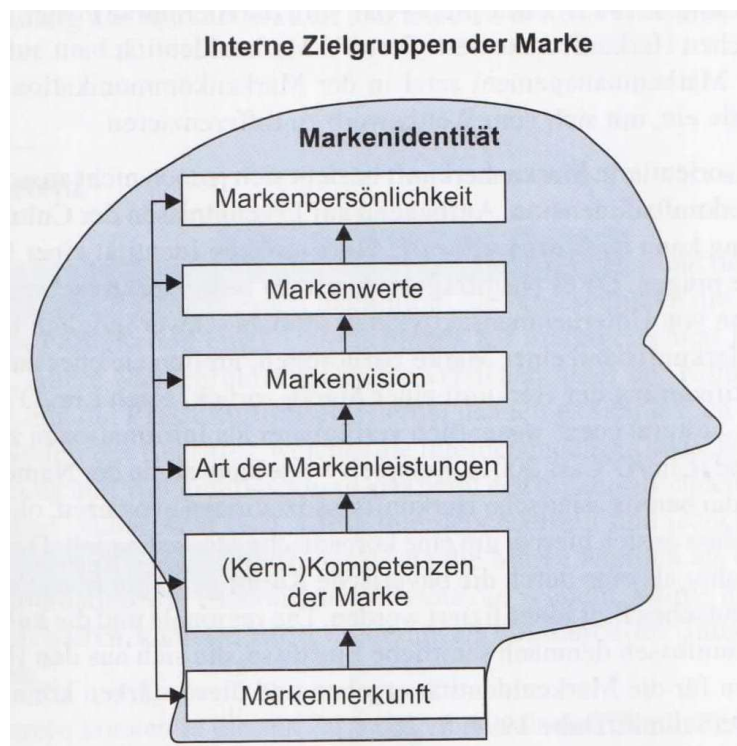 Interne Zielgruppen der Marke
Markenidentität
Markenpersönlichkeit
Markenwerte
Markenvision
Art der Markenleistungen
(Kern-)Kompetenzen
der Marke
Markenherkunft